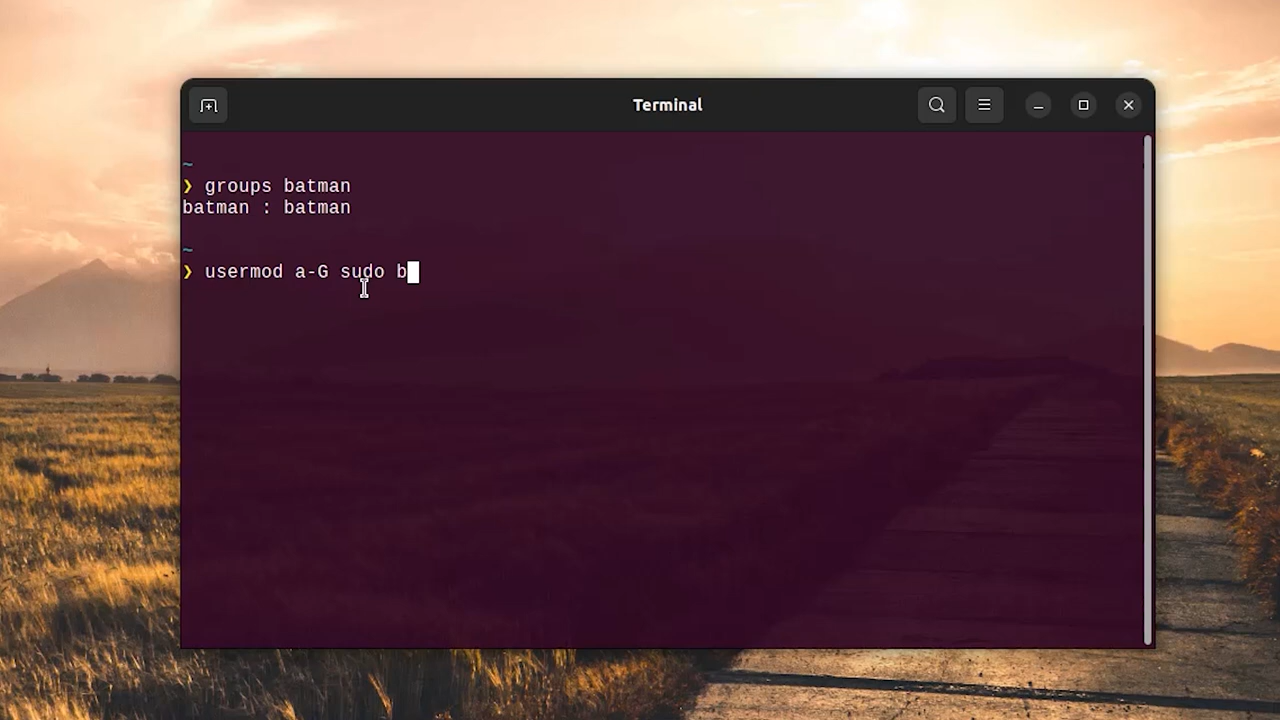 Terminal
~
❯ groups batman
batman : batman
~
❯ usermod a-G sudo b